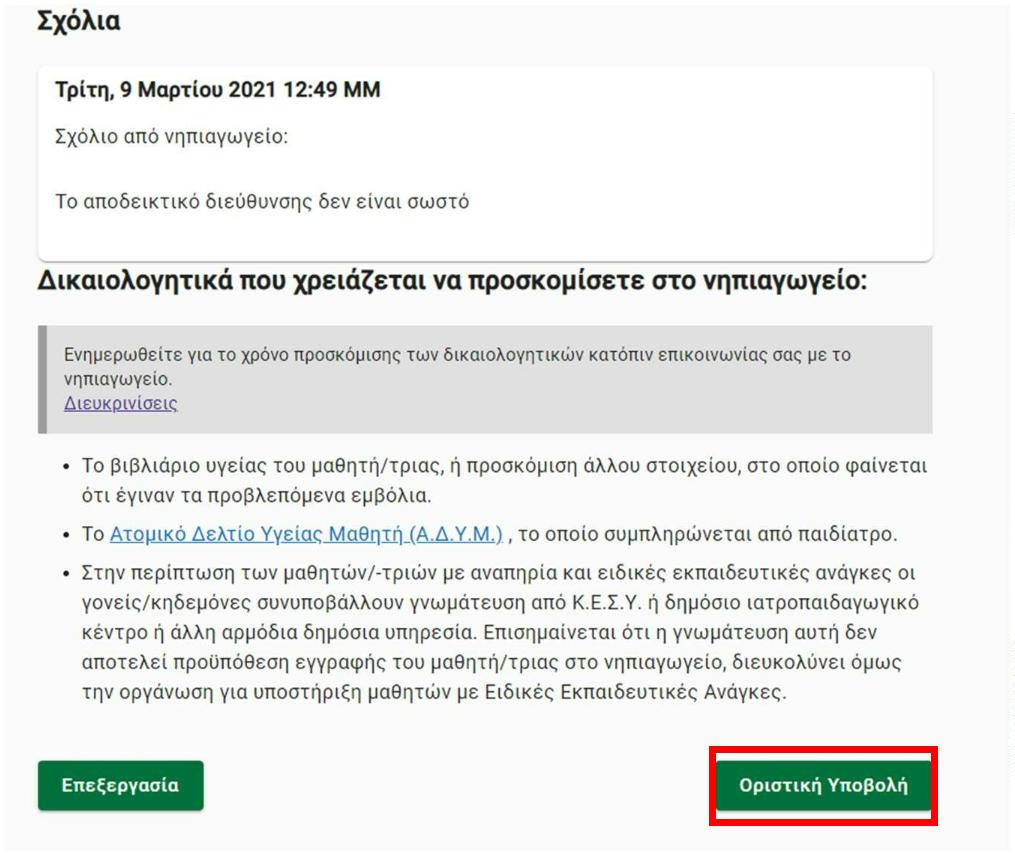 Σχόλια
Τρίτη, 9 Μαρτίου 2021 12:49 MM
Σχόλιο από νηπιαγωγείο:
Το αποδεικτικό διεύθυνσης δεν είναι σωστό
Δικαιολογητικά που χρειάζεται να προσκομίσετε στο νηπιαγωγείο:
Ενημερωθείτε για το χρόνο προσκόμισης των δικαιολογητικών κατόπιν επικοινωνίας σας με το
νηπιαγωγείο.
Διευκρινίσεις
• Το βιβλιάριο υγείας του μαθητή/τριας, ή προσκόμιση άλλου στοιχείου, στο οποίο φαίνεται
ότι έγιναν τα προβλεπόμενα εμβόλια.
• Το Ατομικό Δελτίο Υγείας Μαθητή (Α.Δ.Υ.Μ.) , το οποίο συμπληρώνεται από παιδίατρο.
• Στην περίπτωση των μαθητών/-τριών με αναπηρία και ειδικές εκπαιδευτικές ανάγκες οι
γονείς/κηδεμόνες συνυποβάλλουν γνωμάτευση από Κ.Ε.Σ.Υ. ή δημόσιο ιατροπαιδαγωγικό
κέντρο ή άλλη αρμόδια δημόσια υπηρεσία. Επισημαίνεται ότι η γνωμάτευση αυτή δεν
αποτελεί προϋπόθεση εγγραφής του μαθητή/τριας στο νηπιαγωγείο, διευκολύνει όμως
την οργάνωση για υποστήριξη μαθητών με Ειδικές Εκπαιδευτικές Ανάγκες.
Επεξεργασία
Οριστική Υποβολή